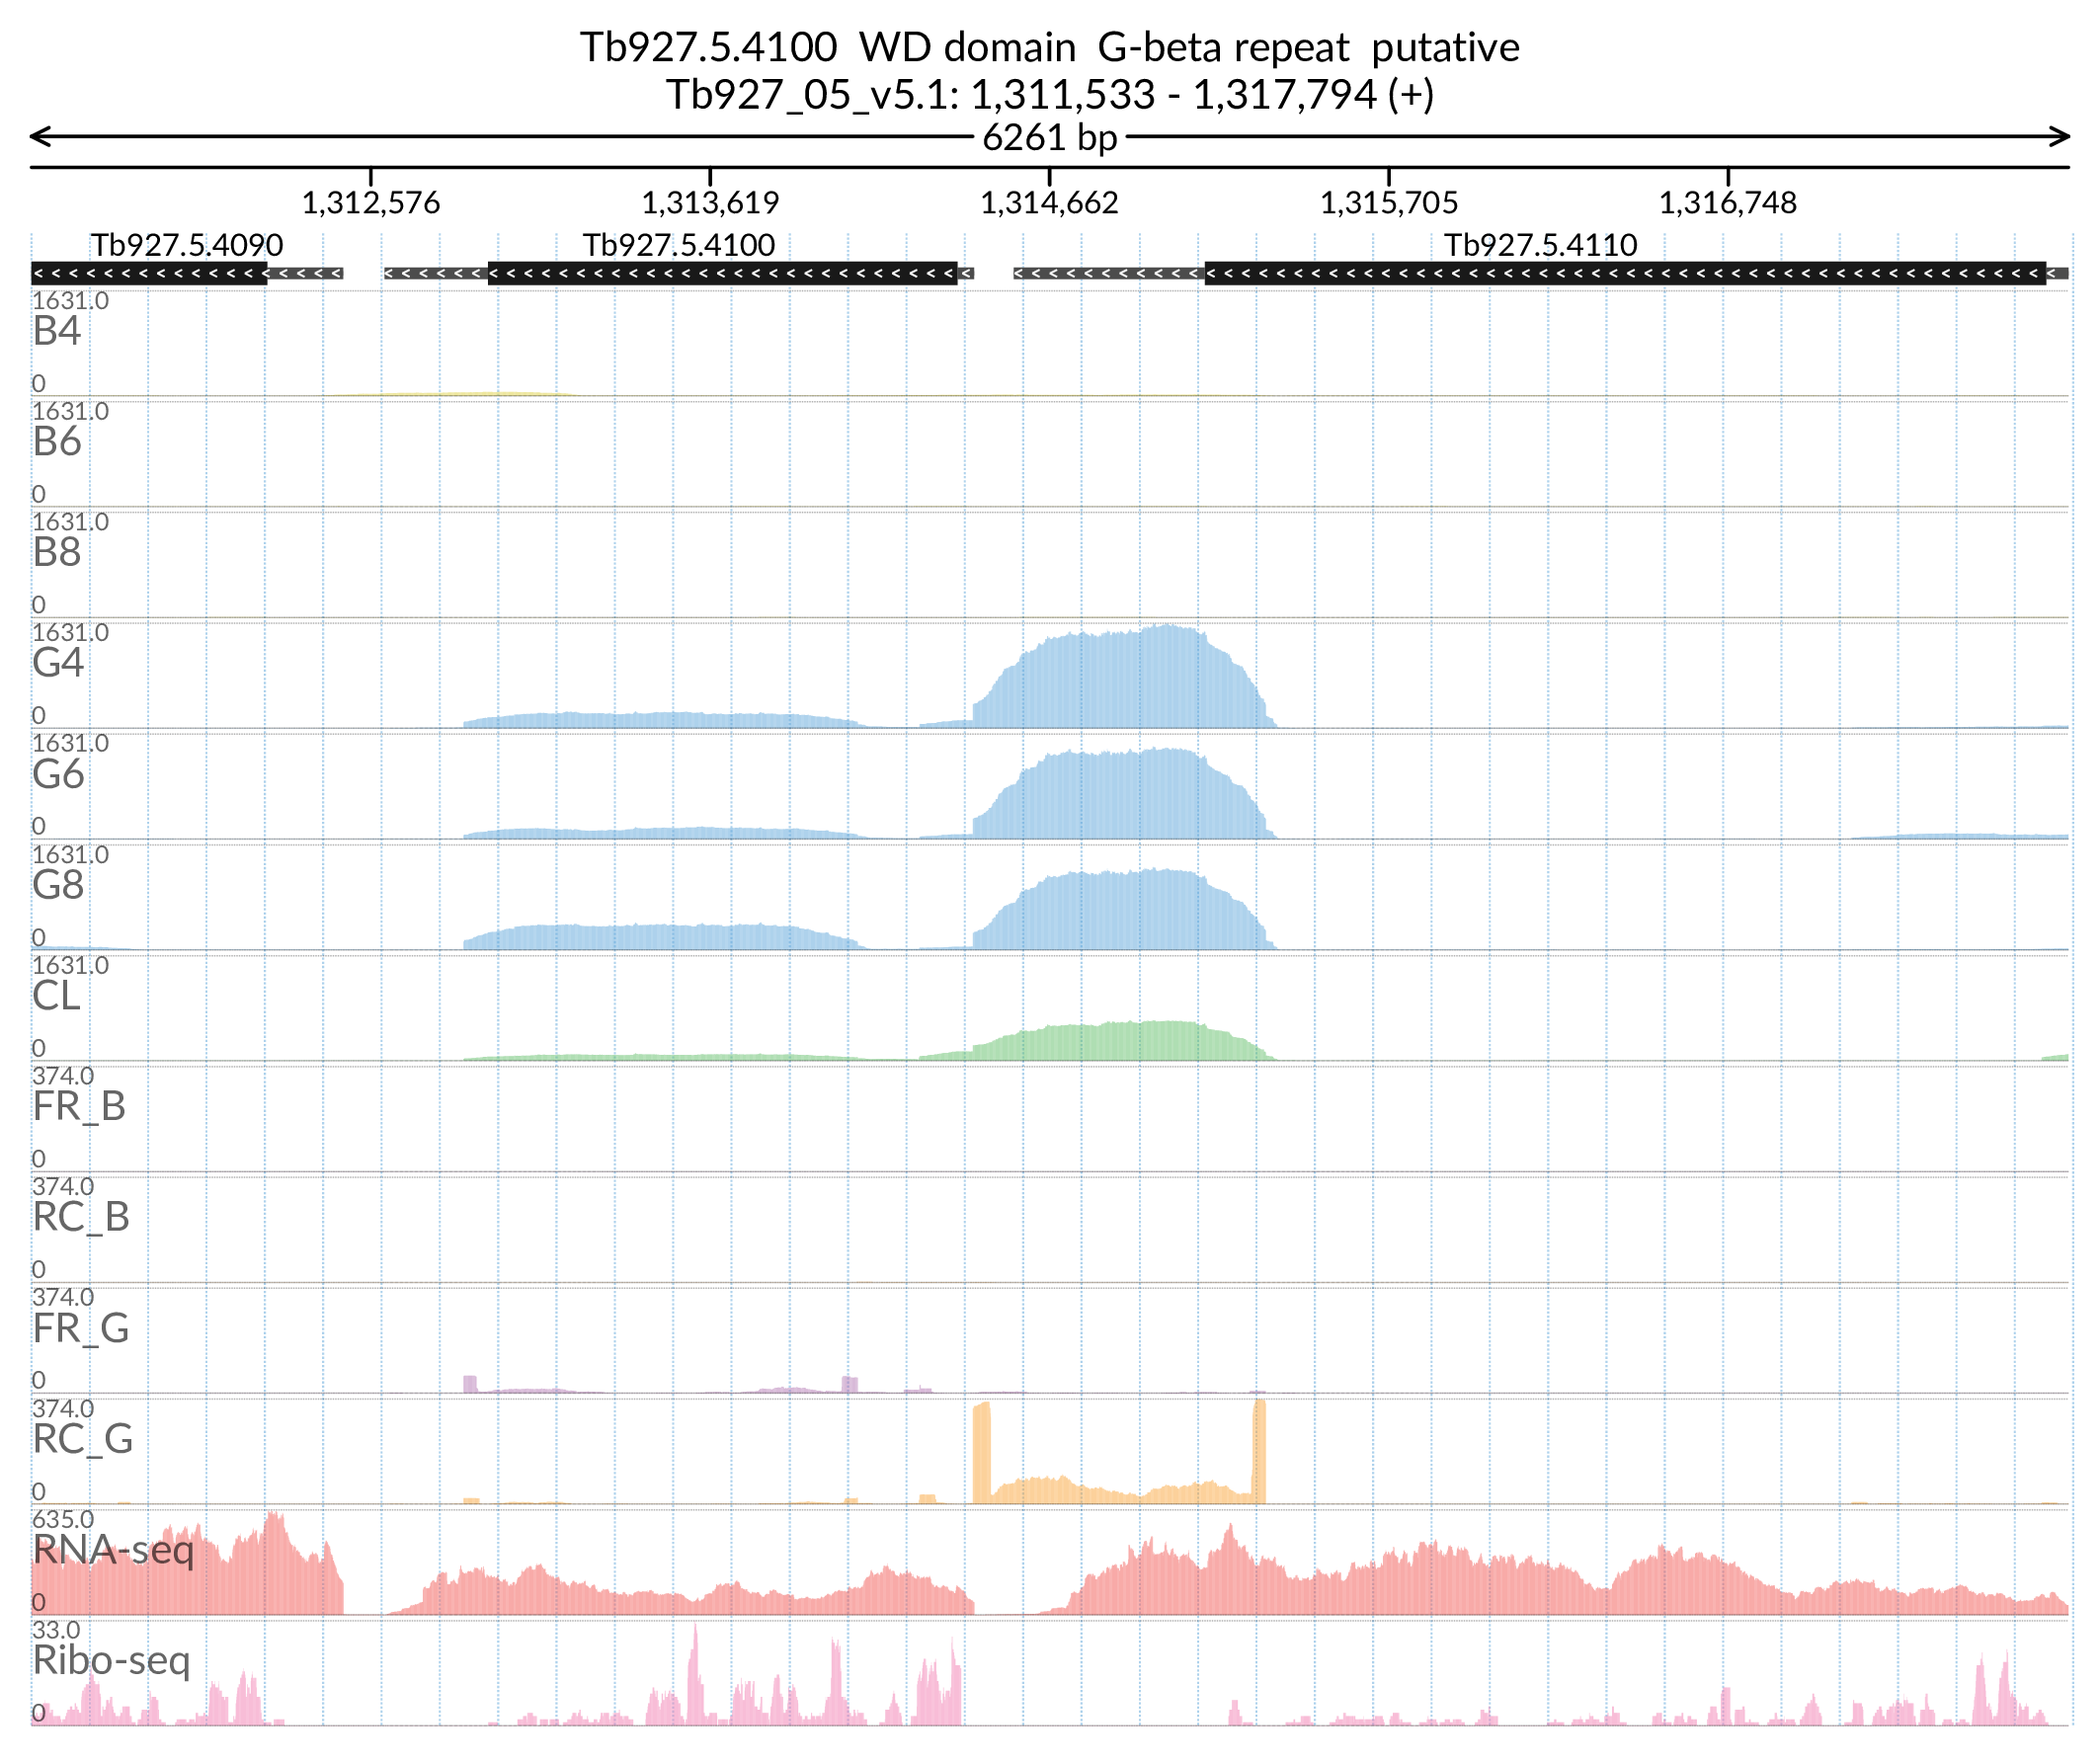 Tb927.5.4100  WD domain  G-beta repeat  putative
Tb927_05_v5.1: 1,311,533 - 1,317,794 (+)
6261 bp
1,312,576 1,313,619 1,314,662 1,315,705 1,316,748
Tb927.5.4090 Tb927.5.4100 Tb927.5.4110
1631.0
B4
0
1631.0
B6
0
1631.0
B8
0
1631.0
G4
0
1631.0
G6
0
1631.0
G8
0
1631.0
CL
0
374.0
FR_B
0
374.0
RC_B
0
374.0
FR_G
0
374.0
RC_G
0
635.0
RNA-seq
0
33.0
Ribo-seq
0